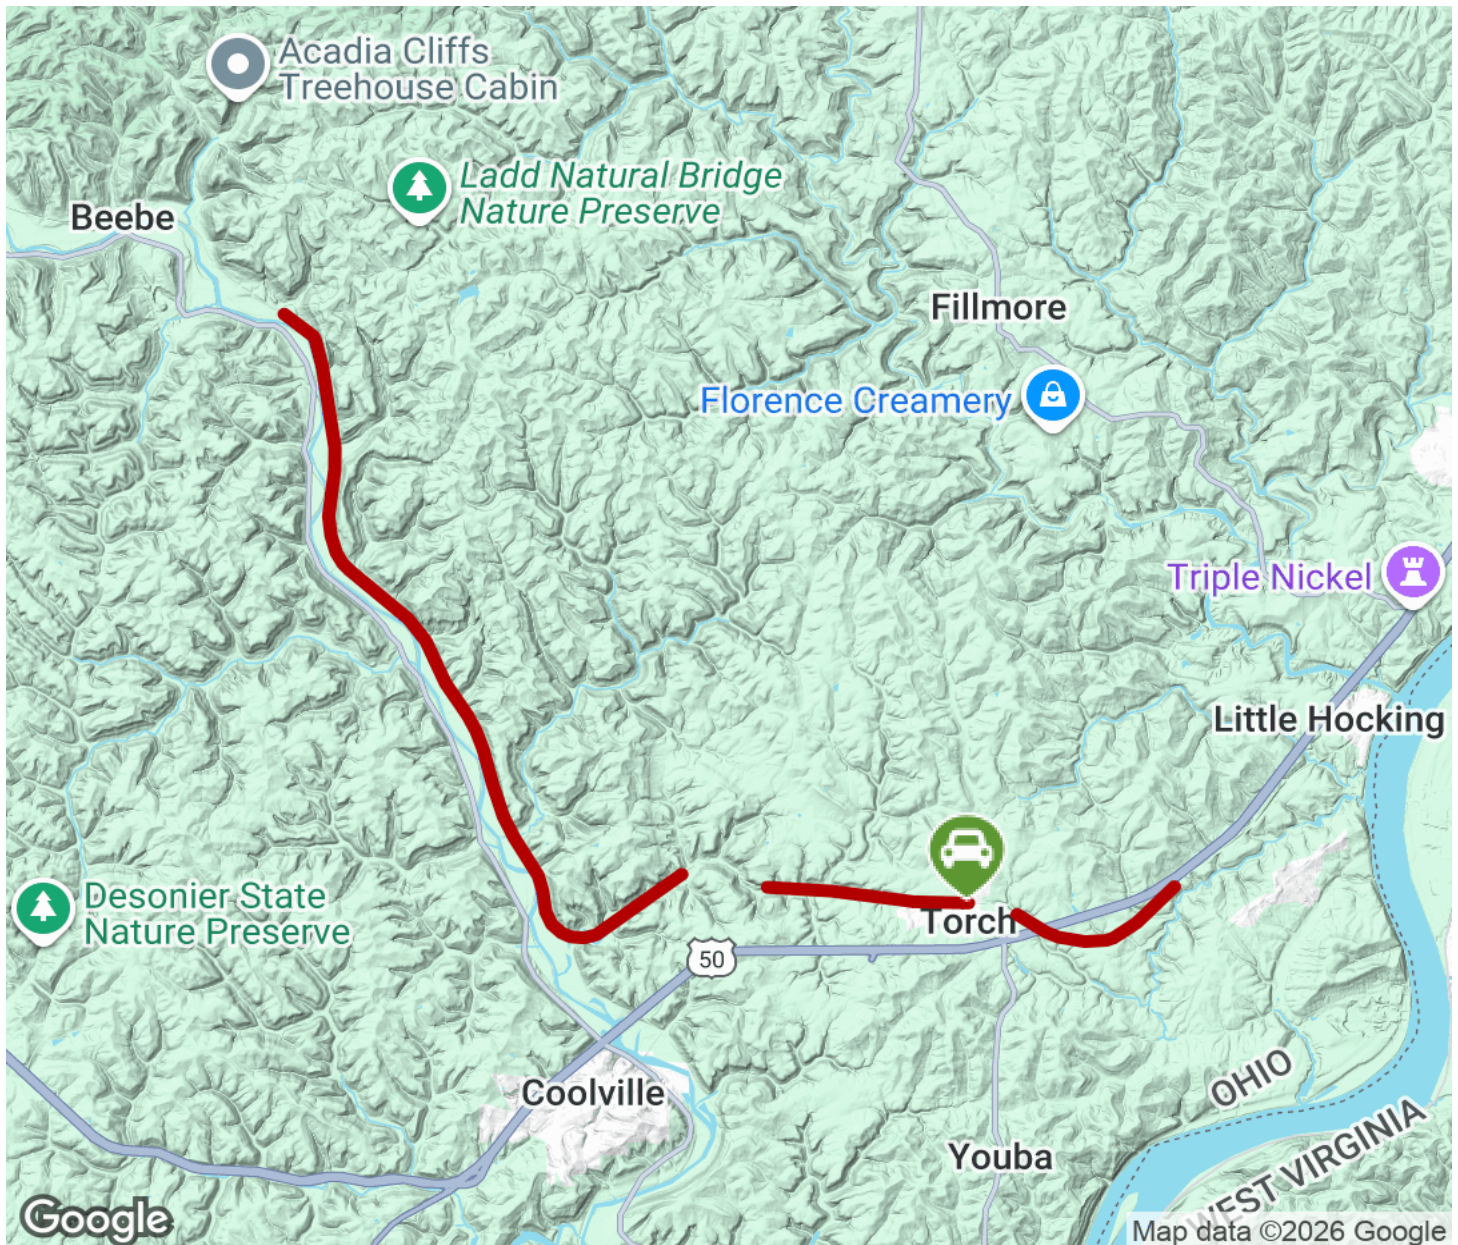 Acadia Cliffs
Treehouse Cabin
Ladd Natural Bridge
Nature Preserve
Beebe
Fillmore
Florence Creamery
Triple Nickel
Little Hocking
Desonier State
Nature Preserve
Torch
50
Coolville
OHIO
WEST VIRGINIA
Youba
Google
Map data ©2026 Google